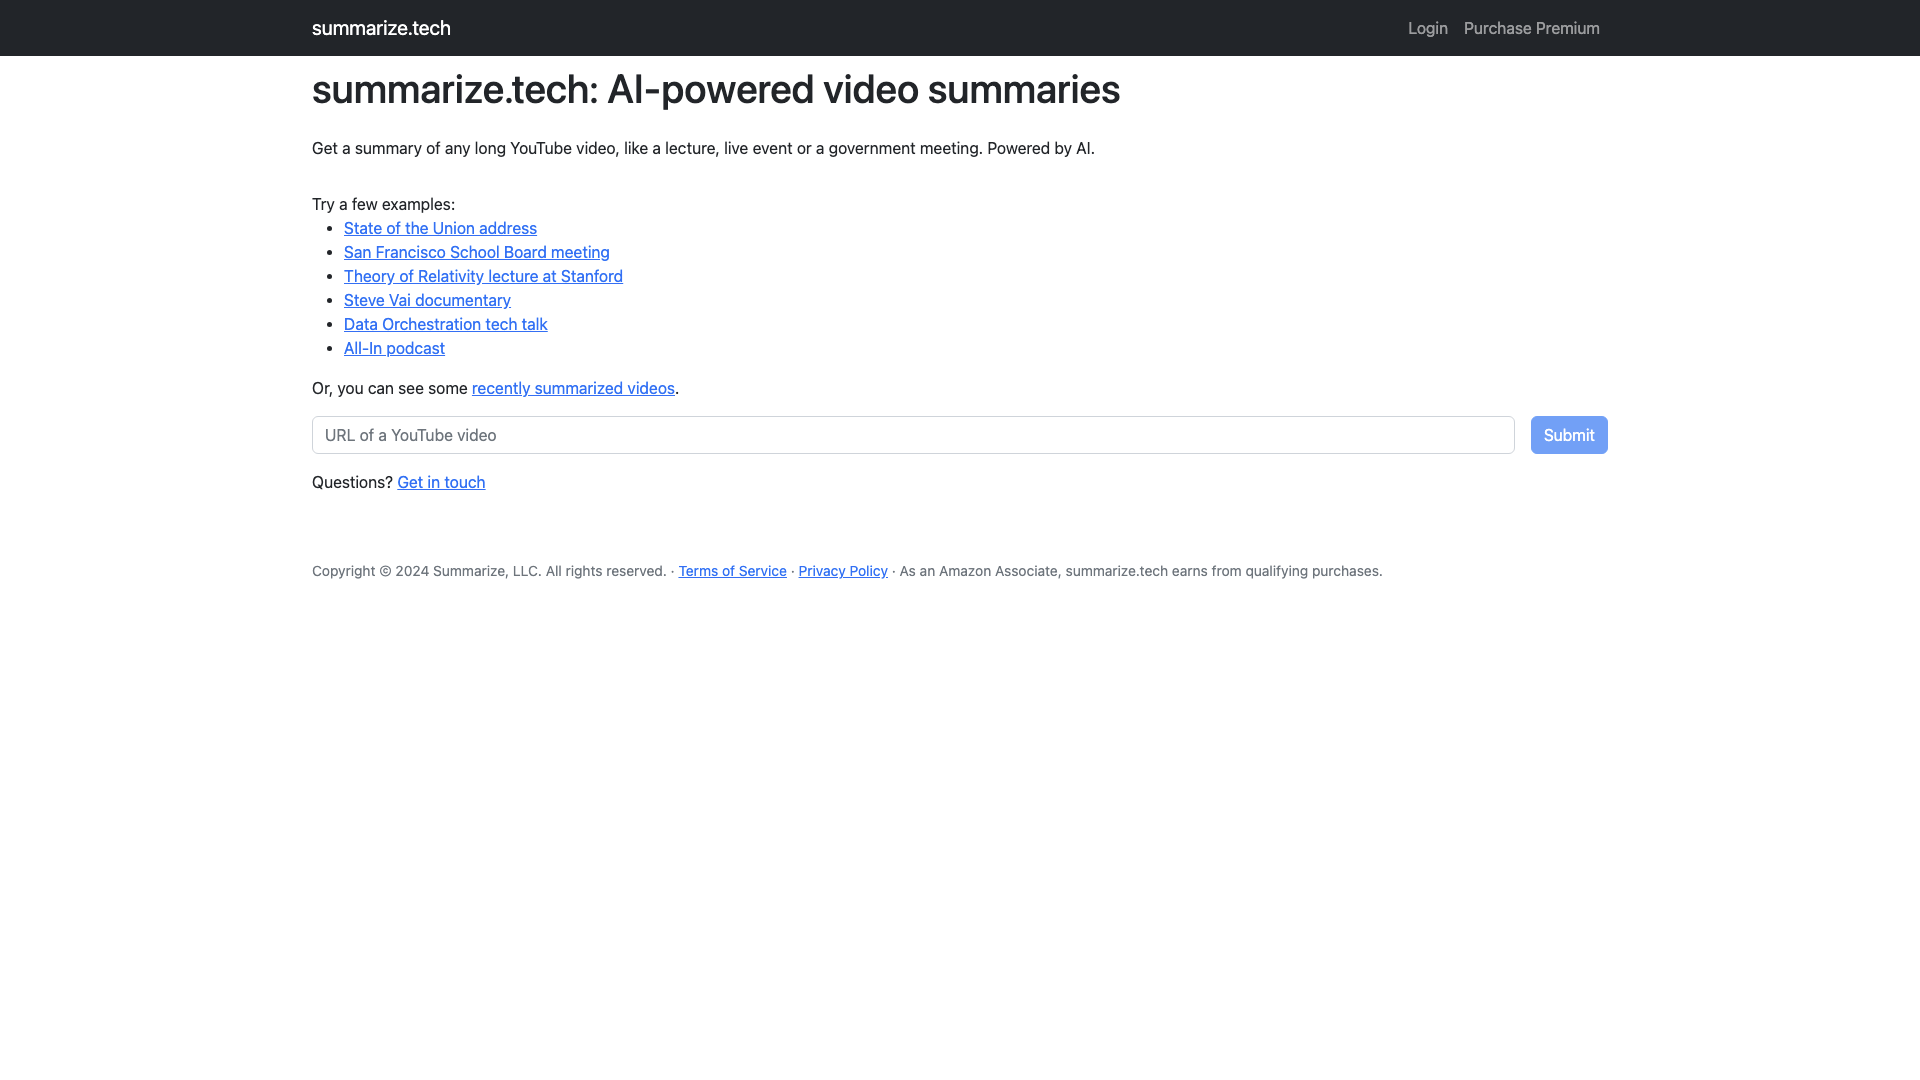 summarize.tech
Login
Purchase Premium
summarize.tech: AI-powered video summaries
Get a summary of any long YouTube video, like a lecture, live event or a government meeting. Powered by AI.
Try a few examples:
• State of the Union address
• San Francisco School Board meeting
• Theory of Relativity lecture at Stanford
• Steve Vai documentary
• Data Orchestration tech talk
• All-In podcast
Or, you can see some recently summarized videos.
URL of a YouTube video
Submit
Questions? Get in touch
Copyright © 2024 Summarize, LLC. All rights reserved. · Terms of Service · Privacy Policy · As an Amazon Associate, summarize.tech earns from qualifying purchases.